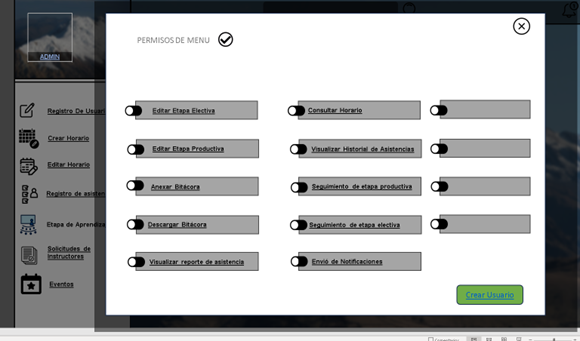 ADMIN
Registro De Usuar
Crear Horario
Editar Horario
Registro de asisten
Etapa de Aprendiza
Solicitudes de
Instructores
Eventos
PERMISOS DE MENU
Editar Etapa Electiva
Editar Etapa Productiva
Anexar Bitácora
Descargar Bitácora
Visualizar reporte de asistencia
Consultar Horario
Visualizar Historial de Asistencias
Seguimiento de etapa productiva
Seguimiento de etapa electiva
Envió de Notificaciones
Crear Usuario